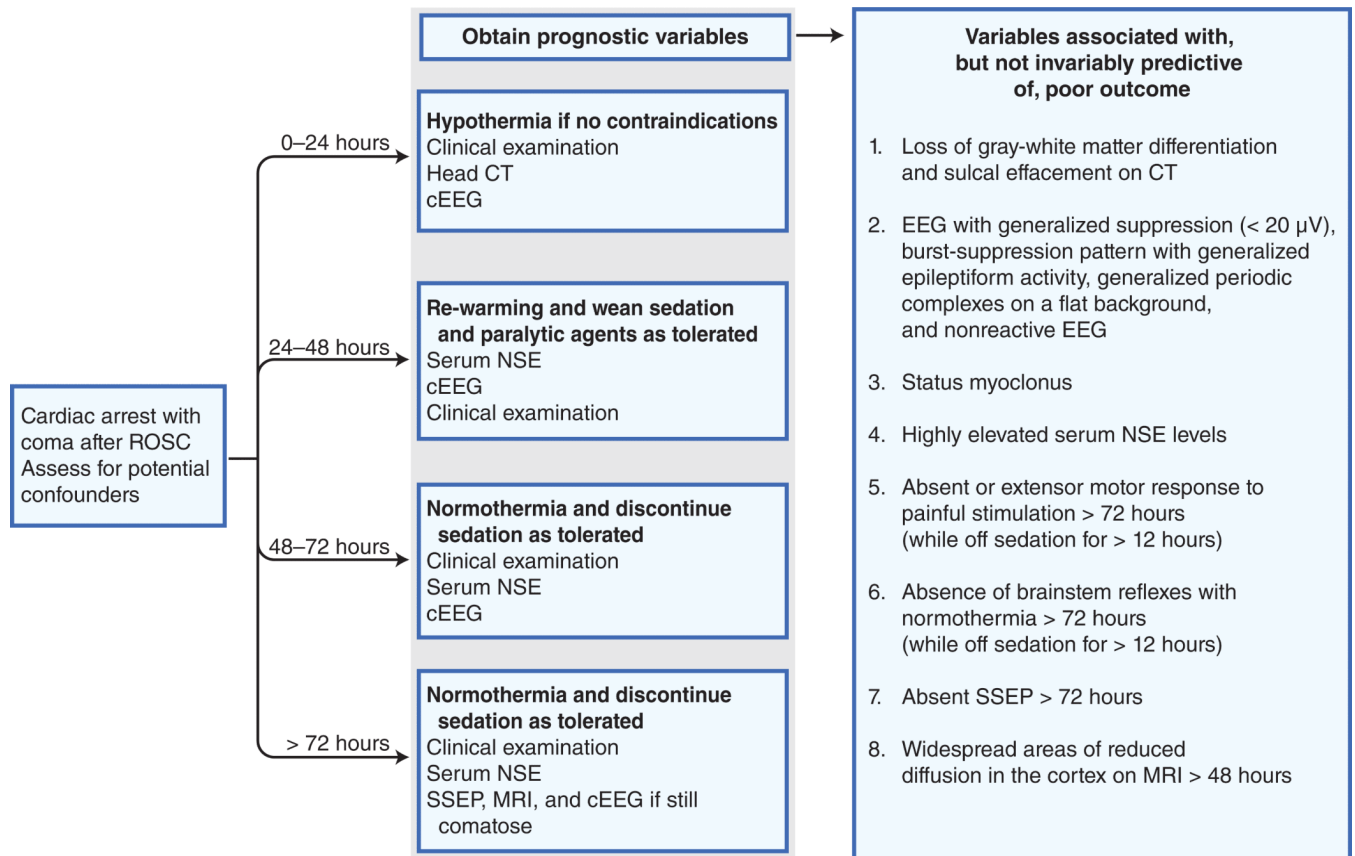 Cardiac arrest with
coma after ROSC
Assess for potential
confounders
0–24 hours
24–48 hours
48–72 hours
> 72 hours
Obtain prognostic variables
Hypothermia if no contraindications
Clinical examination
Head CT
cEEG
Re-warming and wean sedation
and paralytic agents as tolerated
Serum NSE
cEEG
Clinical examination
Normothermia and discontinue
sedation as tolerated
Clinical examination
Serum NSE
cEEG
Normothermia and discontinue
sedation as tolerated
Clinical examination
Serum NSE
SSEP, MRI, and cEEG if still
comatose
Variables associated with,
but not invariably predictive
of, poor outcome
1. Loss of gray-white matter differentiation
and sulcal effacement on CT
2. EEG with generalized suppression (< 20 μV),
burst-suppression pattern with generalized
epileptiform activity, generalized periodic
complexes on a flat background,
and nonreactive EEG
3. Status myoclonus
4. Highly elevated serum NSE levels
5. Absent or extensor motor response to
painful stimulation > 72 hours
(while off sedation for > 12 hours)
6. Absence of brainstem reflexes with
normothermia > 72 hours
(while off sedation for > 12 hours)
7. Absent SSEP > 72 hours
8. Widespread areas of reduced
diffusion in the cortex on MRI > 48 hours